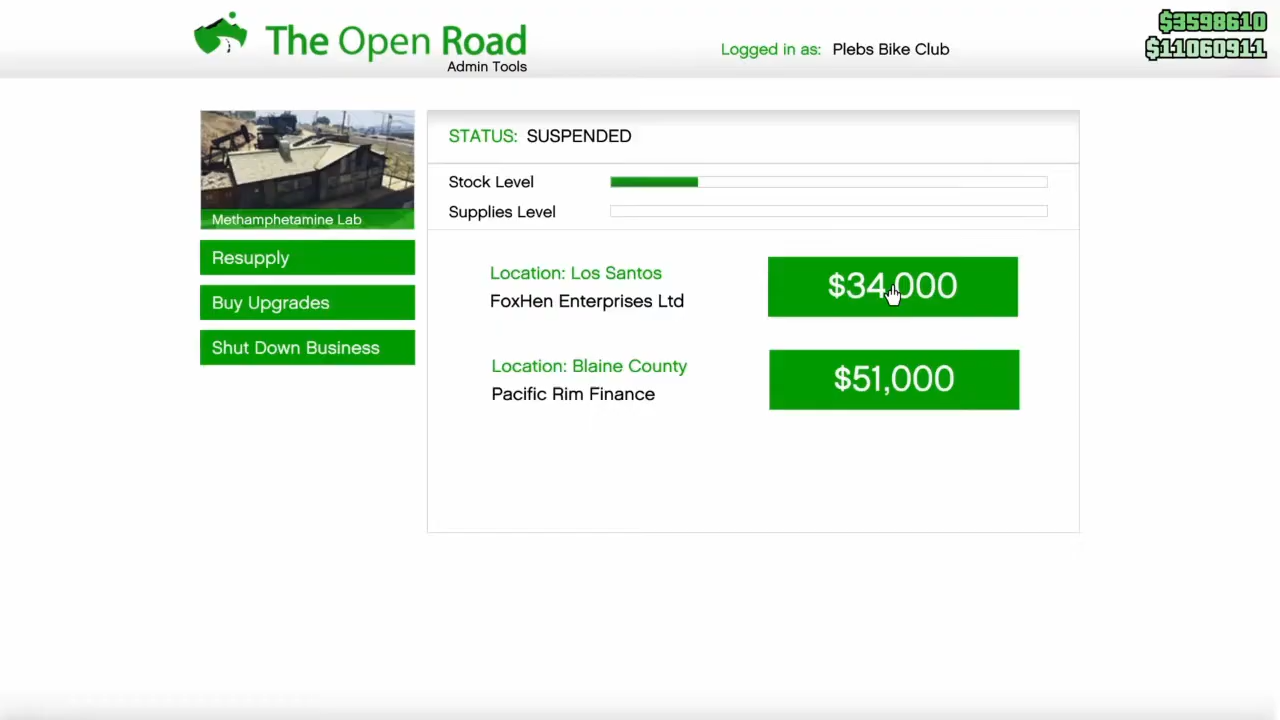 The Open Road
Admin Tools
Logged in as: Plebs Bike Club
$3598610
$11060911
Methamphetamine Lab
Resupply
Buy Upgrades
Shut Down Business
STATUS: SUSPENDED
Stock Level
Supplies Level
Location: Los Santos
FoxHen Enterprises Ltd
$34,000
Location: Blaine County
Pacific Rim Finance
$51,000